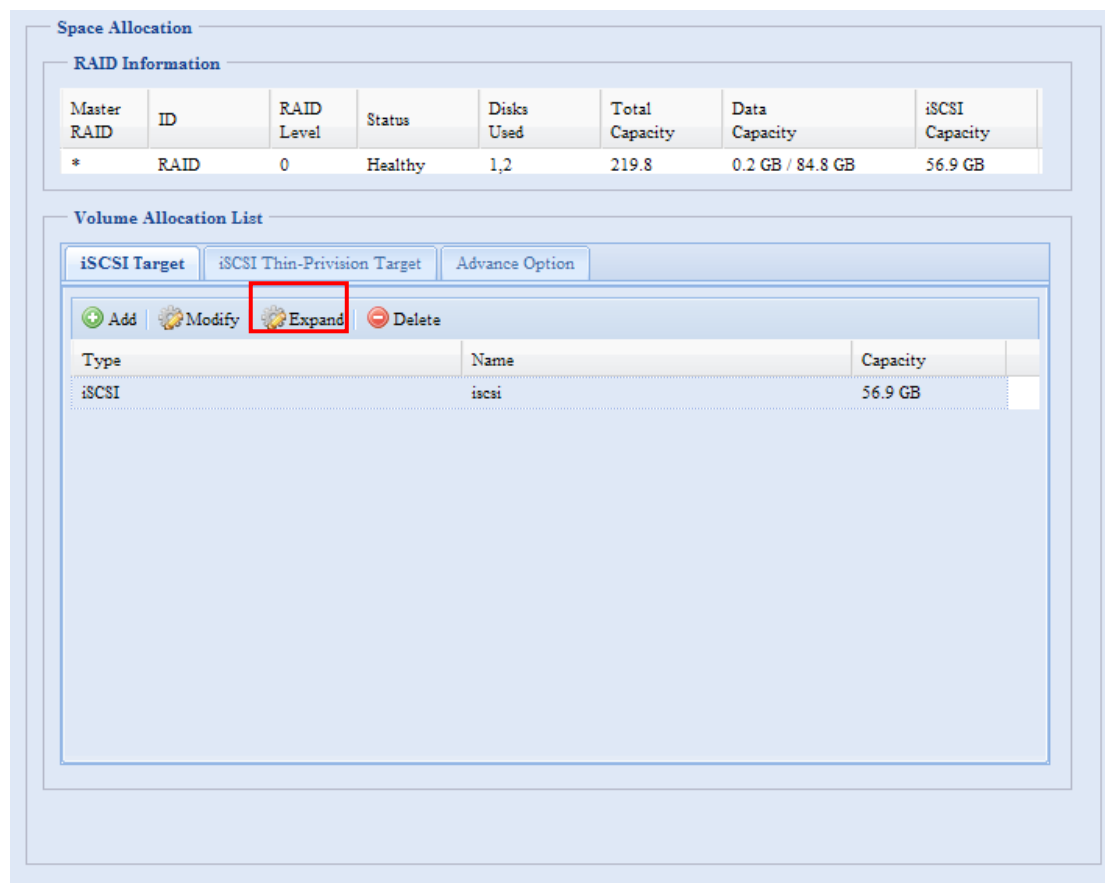 Space Allocation
RAID Information
Master RAID ID RAID Level Status Disks Used Total Capacity Data Capacity iSCSI Capacity
* RAID 0 Healthy 1,2 219.8 0.2 GB / 84.8 GB 56.9 GB
Volume Allocation List
iSCSI Target iSCSI Thin-Privision Target Advance Option
Add Modify Expand Delete
Type Name Capacity
iSCSI iscsi 56.9 GB